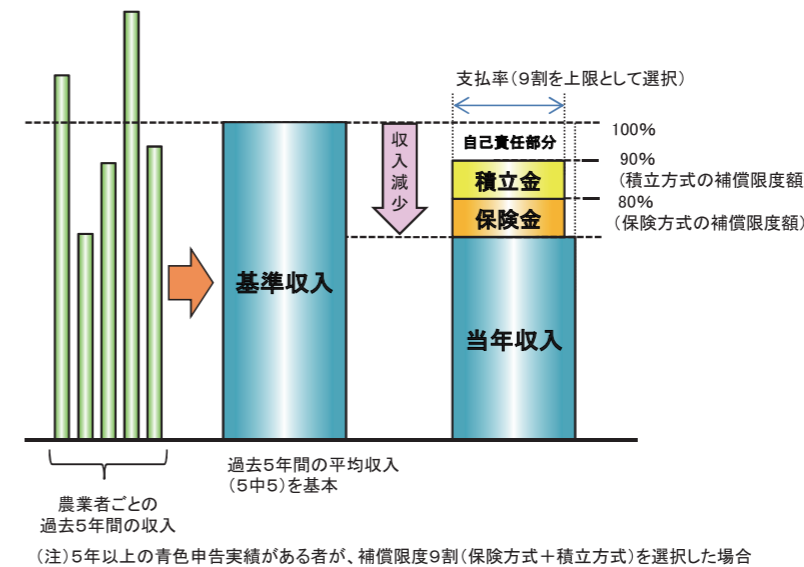 支払率(9割を上限として選択)
100%
自己責任部分
90%
(積立方式の補償限度額
積立金
80%
(保険方式の補償限度額)
保険金
収入減少
基準収入
当年収入
過去5年間の平均収入
(5中5)を基本
農業者ごとの
過去5年間の収入
(注)5年以上の青色申告実績がある者が、補償限度9割(保険方式+積立方式)を選択した場合